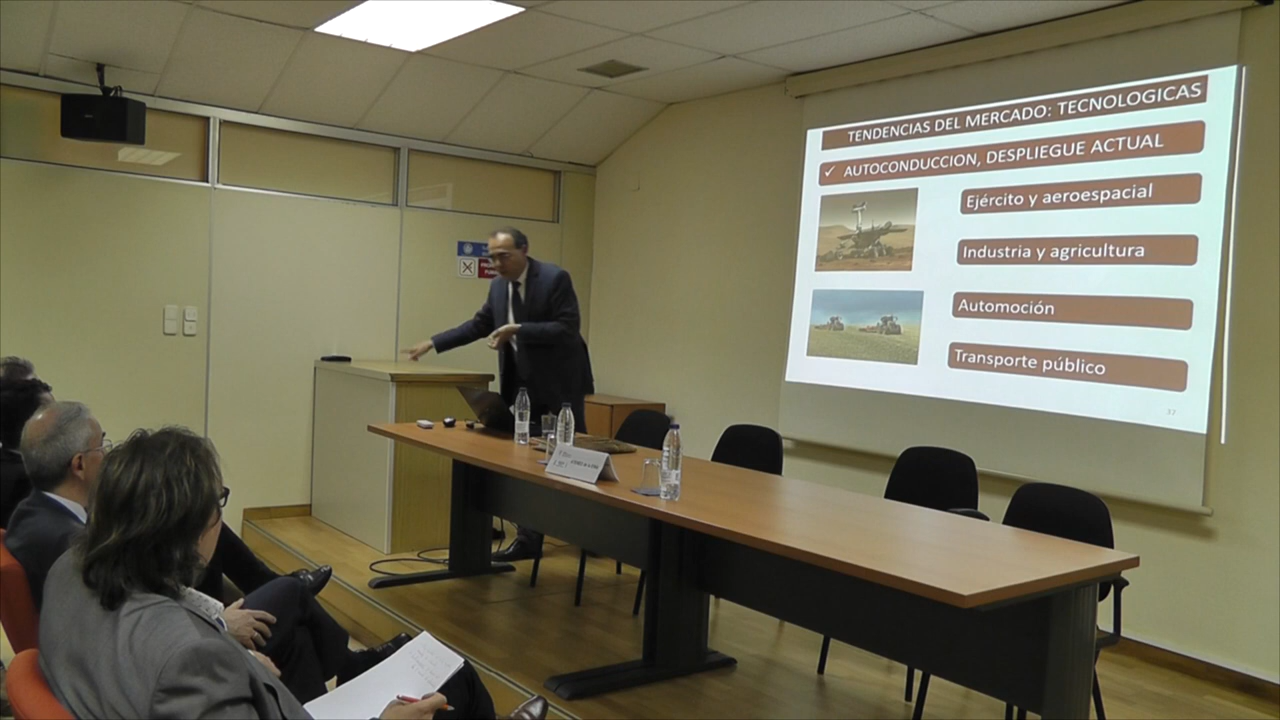 TENDENCIAS DEL MERCADO: TECNOLOGICAS
✓ AUTOCONDUCCION, DESPLIEGUE ACTUAL
Ejército y aeroespacial
Industria y agricultura
Automoción
Transporte público
37